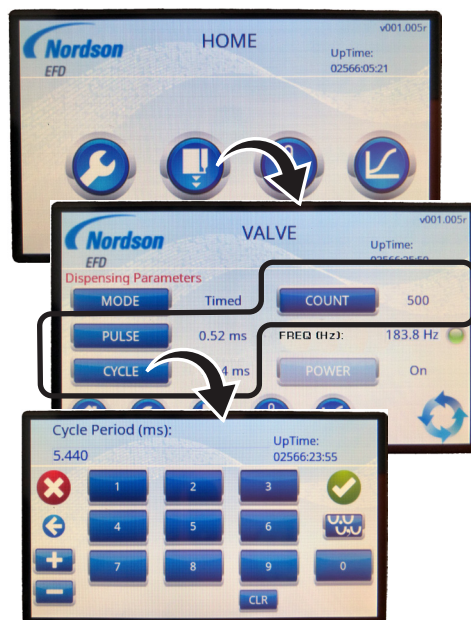 Nordson
EFD
HOME
v001.005r
UpTime:
02566:05:21
Nordson
EFD
VALVE
v001.005r
UpTime:
Dispensing Parameters
MODE
Timed
COUNT
500
PULSE
0.52 ms
FREQ (Hz):
183.8 Hz
CYCLE
4 ms
POWER
On
Cycle Period (ms):
5.440
UpTime:
02566:23:55
1
2
3
4
5
6
7
8
9
0
CLR